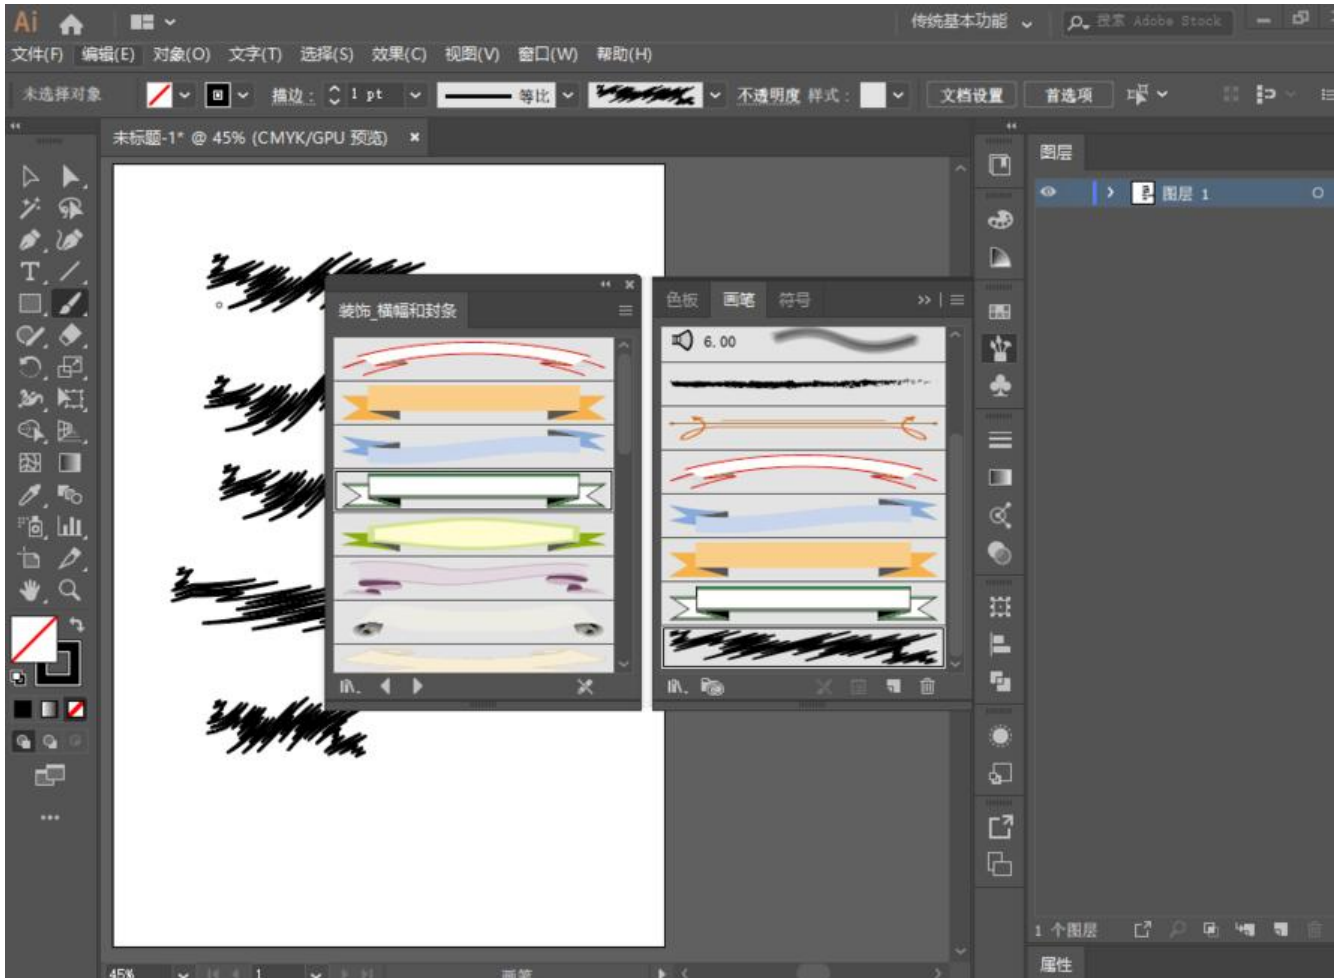 Ai
传统基本功能
搜索 Adobe Stock
文件(F) 编辑(E) 对象(O) 文字(T) 选择(S) 效果(C) 视图(V) 窗口(W) 帮助(H)
未选择对象 描边: 1 pt 等比 不透明度 样式: 文档设置 首选项
未标题-1* @ 45% (CMYK/GPU 预览) ×
图层
图层 1
装饰_横幅和封条
色板 画笔 符号
6.00
1 个图层
属性
45% 1 画笔